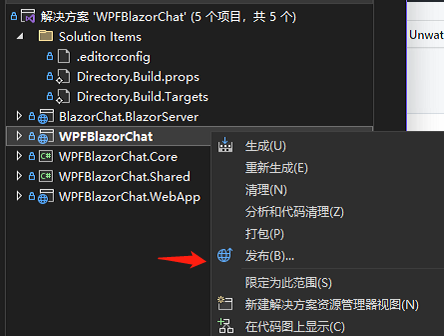 解决方案 'WPFBlazorChat' (5 个项目，共 5 个)
Solution Items
.editorconfig
Directory.Build.props
Directory.Build.Targets
BlazorChat.BlazorServer
WPFBlazorChat
WPFBlazorChat.Core
WPFBlazorChat.Shared
WPFBlazorChat.WebApp
Unwat
生成(U)
重新生成(E)
清理(N)
分析和代码清理(Z)
打包(P)
发布(B)...
限定为此范围(S)
新建解决方案资源管理器视图(N)
在代码图上显示(C)